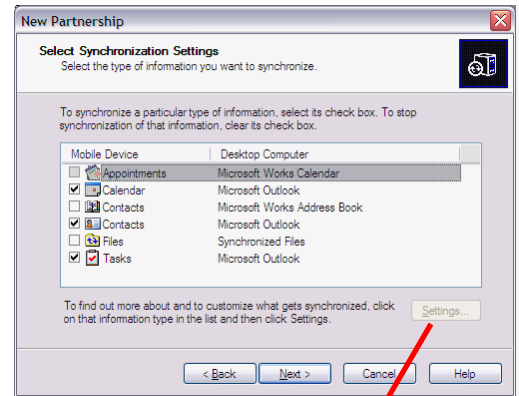 New Partnership
Select Synchronization Settings
Select the type of information you want to synchronize.
To synchronize a particular type of information, select its check box. To stop
synchronization of that information, clear its check box.
Mobile Device Desktop Computer
Appointments Microsoft Works Calendar
Calendar Microsoft Outlook
Contacts Microsoft Works Address Book
Contacts Microsoft Outlook
Files Synchronized Files
Tasks Microsoft Outlook
To find out more about and to customize what gets synchronized, click
on that information type in the list and then click Settings.
Settings...
< Back Next > Cancel Help